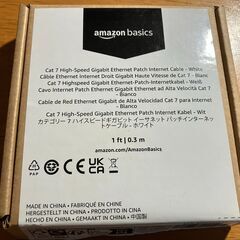 amazon basics
Cat 7 High-Speed Gigabit Ethernet Patch Internet Cable - White
Câble Ethernet Internet Droit Gigabit Haute Vitesse de Cat 7 - Blanc
Cat 7 Highspeed-Gigabit-Ethernet-Patch-Internetkabel - Weiß
Cavo Internet Patch Gigabit Ethernet ad Alta Velocità Cat 7 - Bianco
Cable de Red Ethernet Gigabit de Alta Velocidad Cat 7 para Internet - Blanco
Cat 7 High-Speed Gigabit Ethernet Patch Internet Kabel - Wit
カテゴリー 7 ハイスピードギガビット イーサネット パッチインターネットケーブル - ホワイト
1 ft | 0.3 m
amazon.com/AmazonBasics
PAP
CE
UK
CA
MADE IN CHINA • FABRIQUÉ EN CHINE
HERGESTELLT IN CHINA • PRODOTTO IN CINA
HECHO EN CHINA • MADE IN CHINA • 中国製